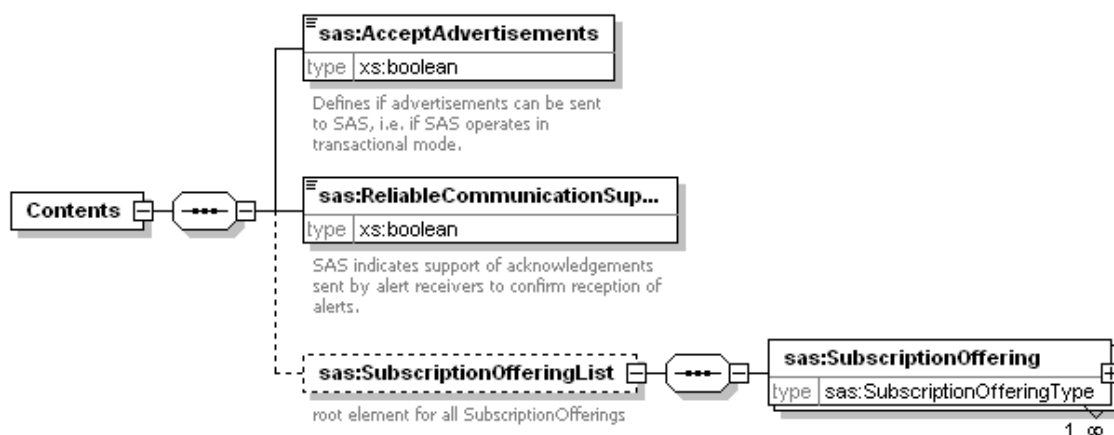 sas:AcceptAdvertisements
type xs:boolean
Defines if advertisements can be sent
to SAS, i.e. if SAS operates in
transactional mode.
Contents
sas:ReliableCommunicationSup...
type xs:boolean
SAS indicates support of acknowledgements
sent by alert receivers to confirm reception of
alerts.
sas:SubscriptionOfferingList
root element for all SubscriptionOfferings
sas:SubscriptionOffering
type sas:SubscriptionOfferingType
1..∞